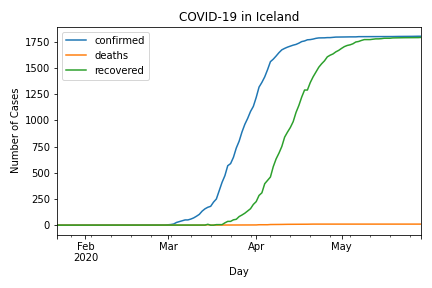 COVID-19 in Iceland
confirmed
deaths
recovered
Number of Cases
1750
1500
1250
1000
750
500
250
0
Feb
2020
Mar
Apr
May
Day